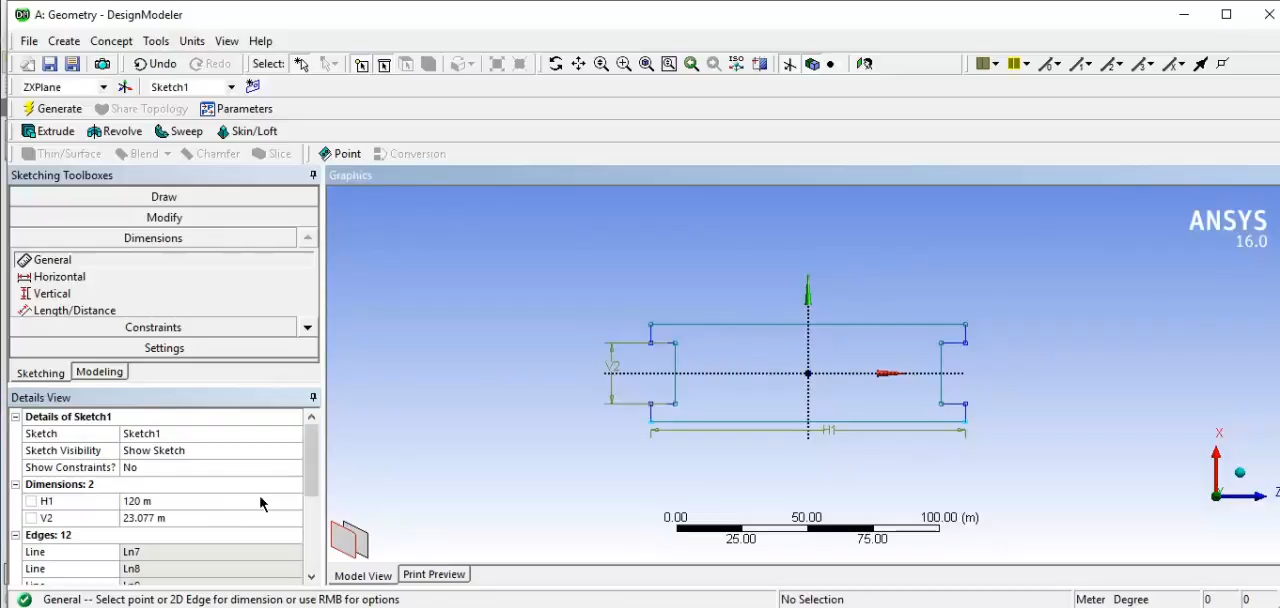 A: Geometry - DesignModeler
File Create Concept Tools Units View Help
Undo Redo Select: ISO
ZXPlane Sketch1
Generate Share Topology Parameters
Extrude Revolve Sweep Skin/Loft
Thin/Surface Blend Chamfer Slice Point Conversion
Sketching Toolboxes
Draw
Modify
Dimensions
General
Horizontal
Vertical
Length/Distance
Constraints
Settings
Sketching Modeling
Details View
Details of Sketch1
Sketch Sketch1
Sketch Visibility Show Sketch
Show Constraints? No
Dimensions: 2
H1 120 m
V2 23.077 m
Edges: 12
Line Ln7
Line Ln8
Graphics
ANSYS
16.0
V2
H1
X
Y
Z
0.00 50.00 100.00 (m)
25.00 75.00
Model View Print Preview
General -- Select point or 2D Edge for dimension or use RMB for options No Selection Meter Degree 0 0